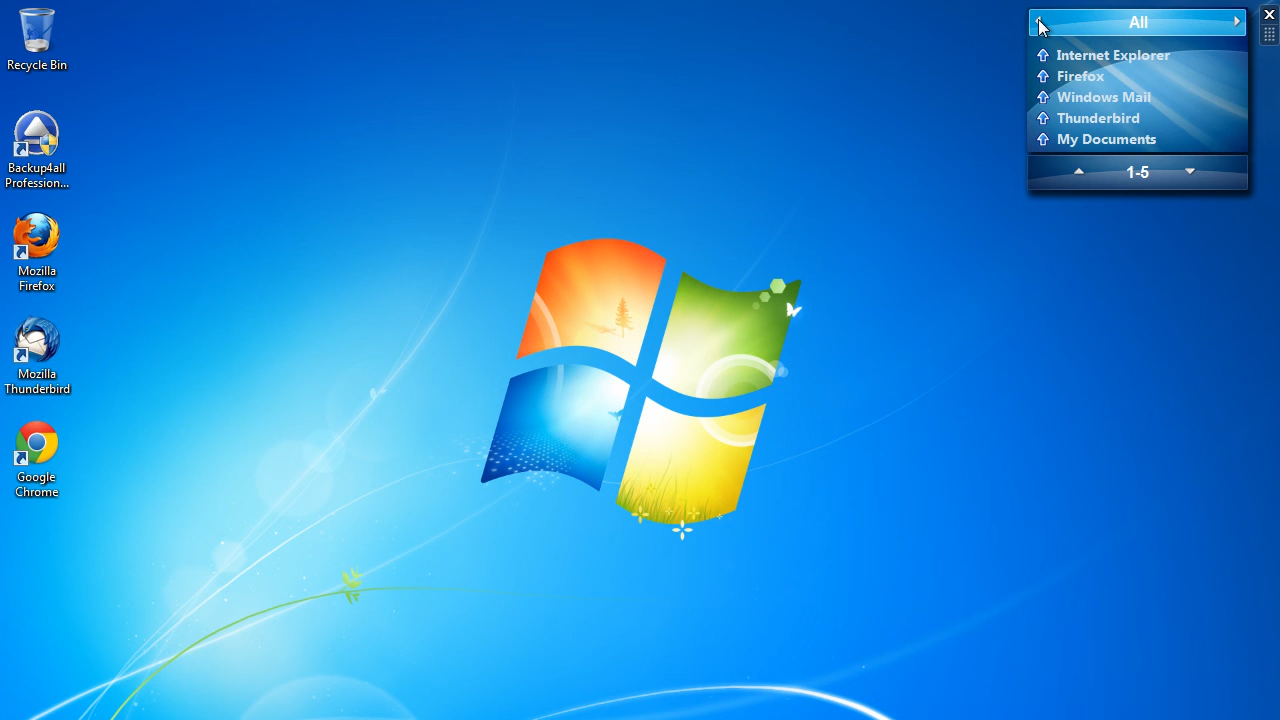 Recycle Bin
Backup4all
Profession...
Mozilla
Firefox
Mozilla
Thunderbird
Google
Chrome
All
Internet Explorer
Firefox
Windows Mail
Thunderbird
My Documents
1-5